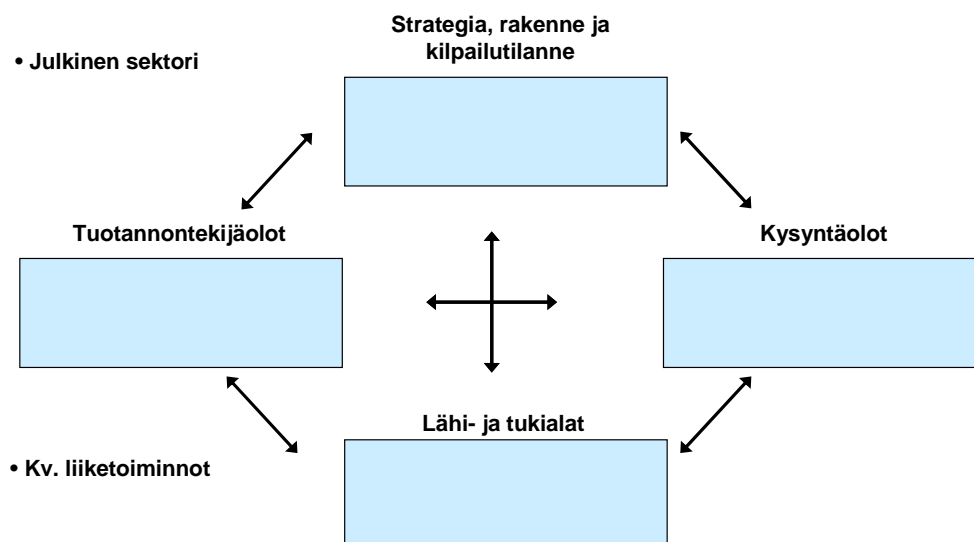 Strategia, rakenne ja
kilpailutilanne
• Julkinen sektori
Tuotannontekijäolot
Kysyntäolot
Lähi- ja tukialat
• Kv. liiketoiminnot